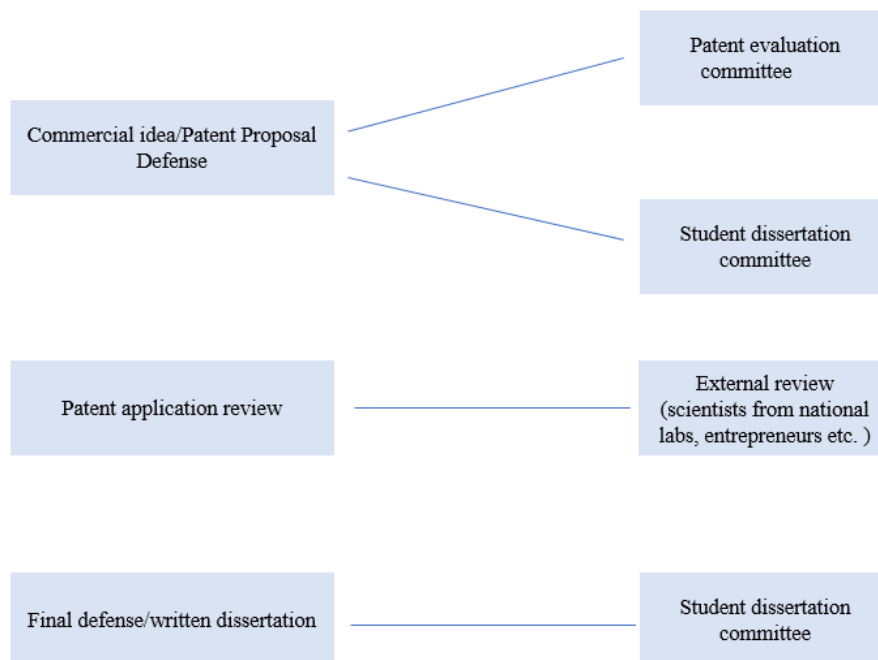 Patent evaluation
committee
Commercial idea/Patent Proposal
Defense
Student dissertation
committee
Patent application review
External review
(scientists from national
labs, entrepreneurs etc. )
Final defense/written dissertation
Student dissertation
committee